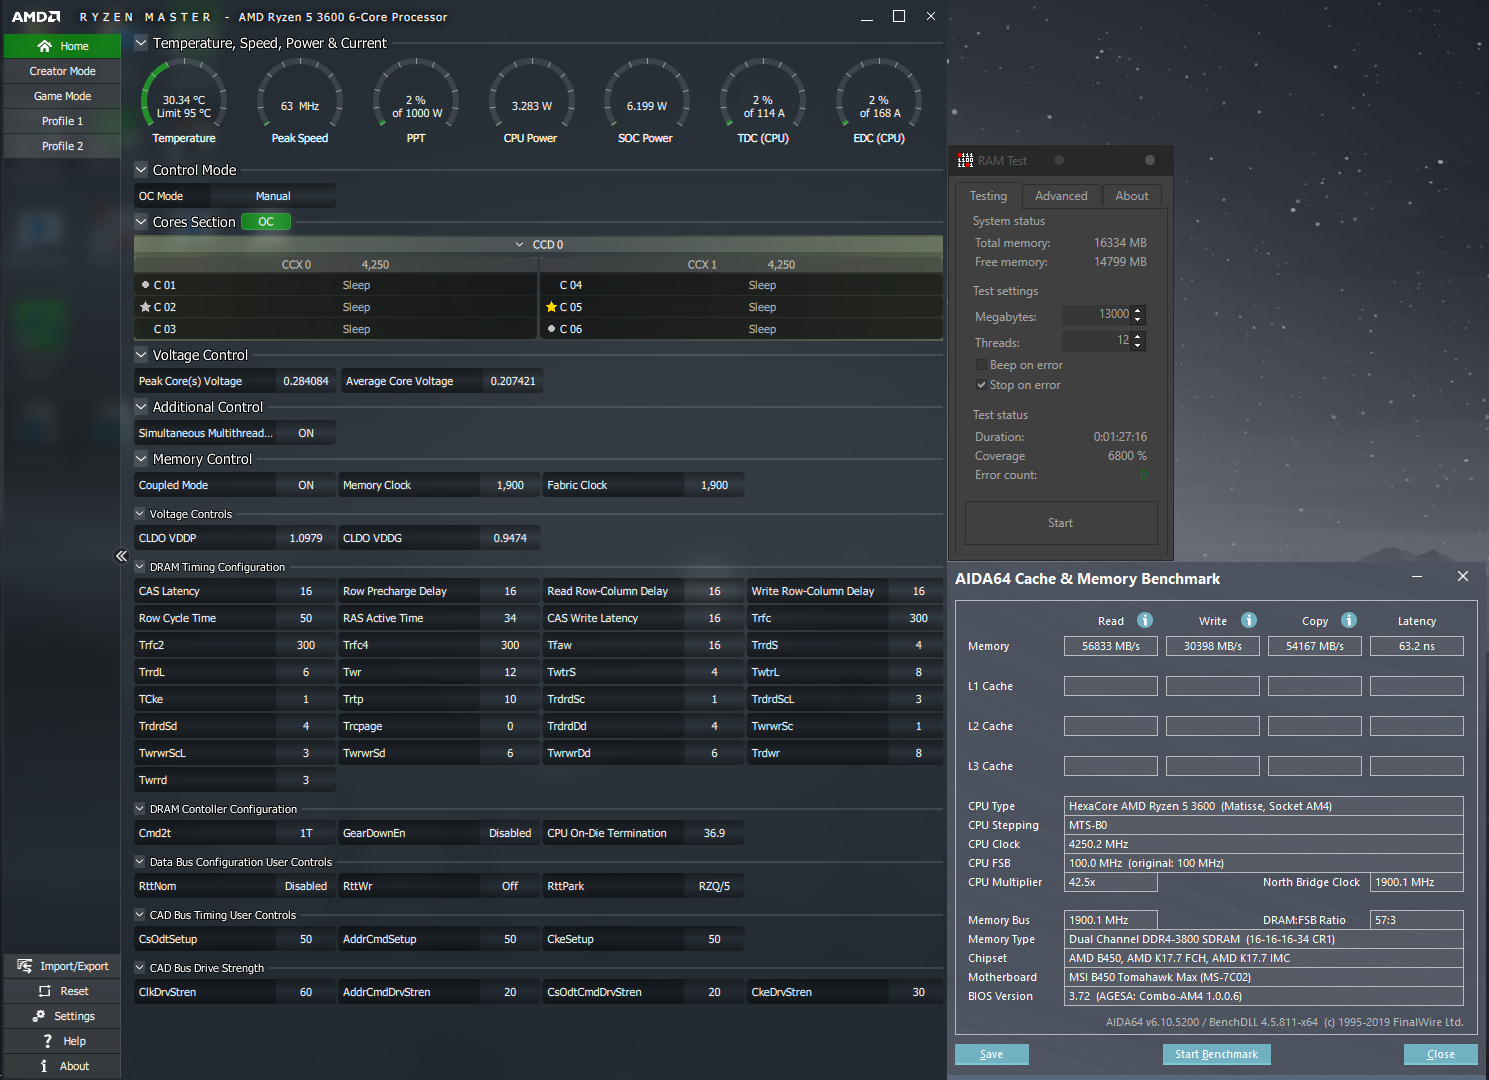 AMD RYZEN MASTER - AMD Ryzen 5 3600 6-Core Processor
Home
Creator Mode
Game Mode
Profile 1
Profile 2
Import/Export
Reset
Settings
Help
About
Temperature, Speed, Power & Current
30.34 °C
Limit 95 °C
Temperature
63 MHz
Peak Speed
2 %
of 1000 W
PPT
3.283 W
CPU Power
6.199 W
SOC Power
2 %
of 114 A
TDC (CPU)
2 %
of 168 A
EDC (CPU)
Control Mode
OC Mode Manual
Cores Section OC
CCD 0
CCX 0 4,250 CCX 1 4,250
C 01 Sleep C 04 Sleep
C 02 Sleep C 05 Sleep
C 03 Sleep C 06 Sleep
Voltage Control
Peak Core(s) Voltage 0.284084 Average Core Voltage 0.207421
Additional Control
Simultaneous Multithread... ON
Memory Control
Coupled Mode ON Memory Clock 1,900 Fabric Clock 1,900
Voltage Controls
CLDO VDDP 1.0979 CLDO VDDG 0.9474
DRAM Timing Configuration
CAS Latency 16 Row Precharge Delay 16 Read Row-Column Delay 16 Write Row-Column Delay 16
Row Cycle Time 50 RAS Active Time 34 CAS Write Latency 16 Trfc 300
Trfc2 300 Trfc4 300 Tfaw 16 TrrdS 4
TrrdL 6 Twr 12 TwtrS 4 TwtrL 8
TCke 1 Trtp 10 TrdrdSc 1 TrdrdScL 3
TrdrdSd 4 Trcpage 0 TrdrdDd 4 TwrwrSc 1
TwrwrScL 3 TwrwrSd 6 TwrwrDd 6 Trdwr 8
Twrrd 3
DRAM Contoller Configuration
Cmd2t 1T GearDownEn Disabled CPU On-Die Termination 36.9
Data Bus Configuration User Controls
RttNom Disabled RttWr Off RttPark RZQ/5
CAD Bus Timing User Controls
CsOdtSetup 50 AddrCmdSetup 50 CkeSetup 50
CAD Bus Drive Strength
ClkDrvStren 60 AddrCmdDrvStren 20 CsOdtCmdDrvStren 20 CkeDrvStren 30
RAM Test
Testing Advanced About
System status
Total memory: 16334 MB
Free memory: 14799 MB
Test settings
Megabytes: 13000
Threads: 12
Beep on error
Stop on error
Test status
Duration: 0:01:27:16
Coverage 6800 %
Error count: 0
Start
AIDA64 Cache & Memory Benchmark
Read Write Copy Latency
Memory 56833 MB/s 30398 MB/s 54167 MB/s 63.2 ns
L1 Cache
L2 Cache
L3 Cache
CPU Type HexaCore AMD Ryzen 5 3600 (Matisse, Socket AM4)
CPU Stepping MTS-B0
CPU Clock 4250.2 MHz
CPU FSB 100.0 MHz (original: 100 MHz)
CPU Multiplier 42.5x North Bridge Clock 1900.1 MHz
Memory Bus 1900.1 MHz DRAM:FSB Ratio 57:3
Memory Type Dual Channel DDR4-3800 SDRAM (16-16-16-34 CR1)
Chipset AMD B450, AMD K17.7 FCH, AMD K17.7 IMC
Motherboard MSI B450 Tomahawk Max (MS-7C02)
BIOS Version 3.72 (AGESA: Combo-AM4 1.0.0.6)
AIDA64 v6.10.5200 / BenchDLL 4.5.811-x64 (c) 1995-2019 FinalWire Ltd.
Save Start Benchmark Close